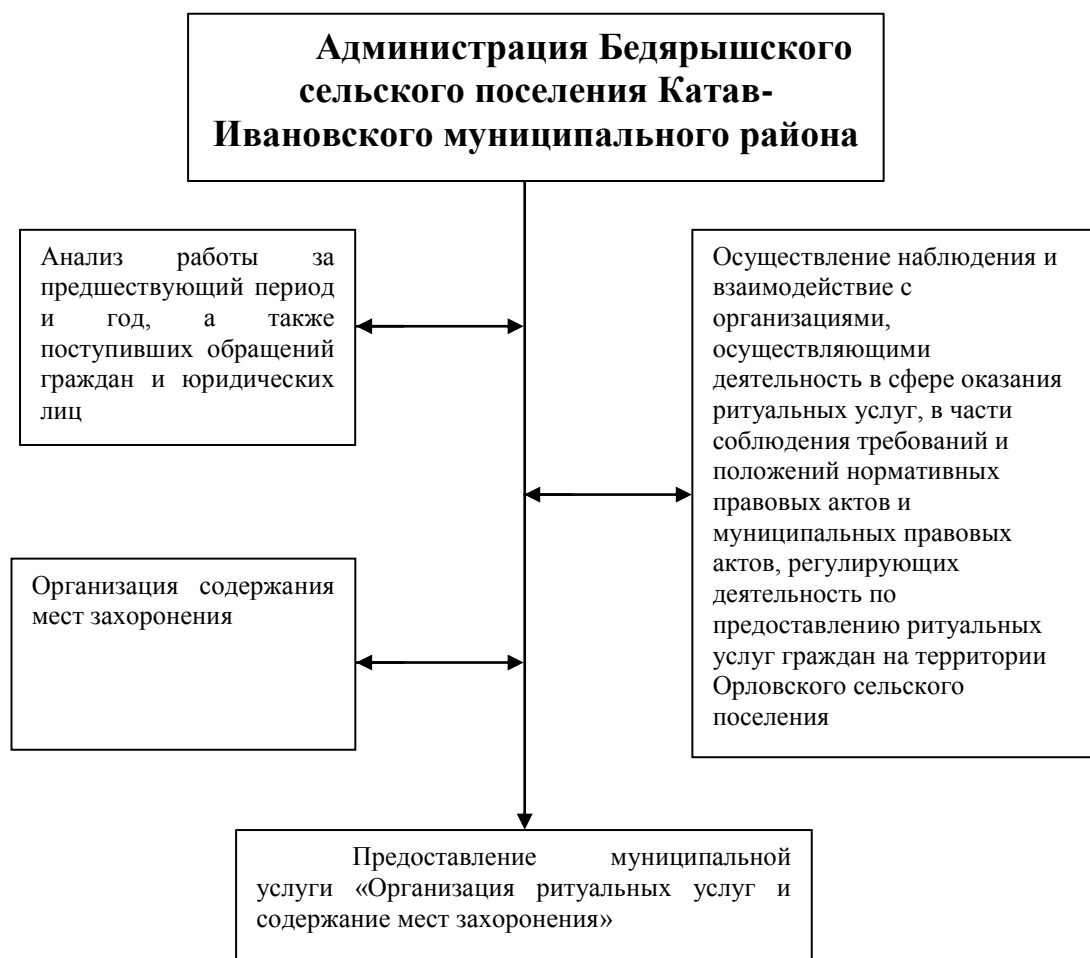 Администрация Бедярышского
сельского поселения Катав-
Ивановского муниципального района
Анализ работы за
предшествующий период
и год, а также
поступивших обращений
граждан и юридических
лиц
Осуществление наблюдения и
взаимодействие с
организациями,
осуществляющими
деятельность в сфере оказания
ритуальных услуг, в части
соблюдения требований и
положений нормативных
правовых актов и
муниципальных правовых
актов, регулирующих
деятельность по
предоставлению ритуальных
услуг граждан на территории
Орловского сельского
поселения
Организация содержания
мест захоронения
Предоставление муниципальной
услуги «Организация ритуальных услуг и
содержание мест захоронения»